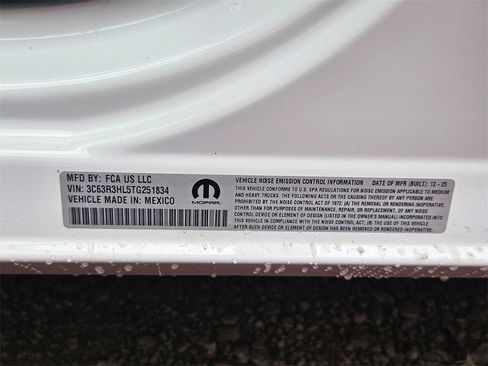 MFD BY: FCA US LLC
VIN: 3C63R3HL5TG251834
VEHICLE MADE IN: MEXICO
MOPAR
VEHICLE NOISE EMISSION CONTROL INFORMATION DATE OF MFR (BUILT): 12-25
THIS VEHICLE CONFORMS TO U.S. EPA REGULATIONS FOR NOISE EMISSION APPLICABLE TO MEDIUM
AND HEAVY TRUCKS. THE FOLLOWING ACTS OR THE CAUSING THEREOF BY ANY PERSON ARE
PROHIBITED BY THE NOISE CONTROL ACT OF 1972: (A) THE REMOVAL OR RENDERING INOPERATIVE,
OTHER THAN FOR PURPOSES OF MAINTENANCE, REPAIR, OR REPLACEMENT, OF ANY NOISE
CONTROL DEVICE OR ELEMENT OF DESIGN (LISTED IN THE OWNER'S MANUAL) INCORPORATED
INTO THIS VEHICLE IN COMPLIANCE WITH THE NOISE CONTROL ACT; (B) THE USE OF THIS VEHICLE
AFTER SUCH DEVICE OR ELEMENT OF DESIGN HAS BEEN REMOVED OR RENDERED INOPERATIVE.